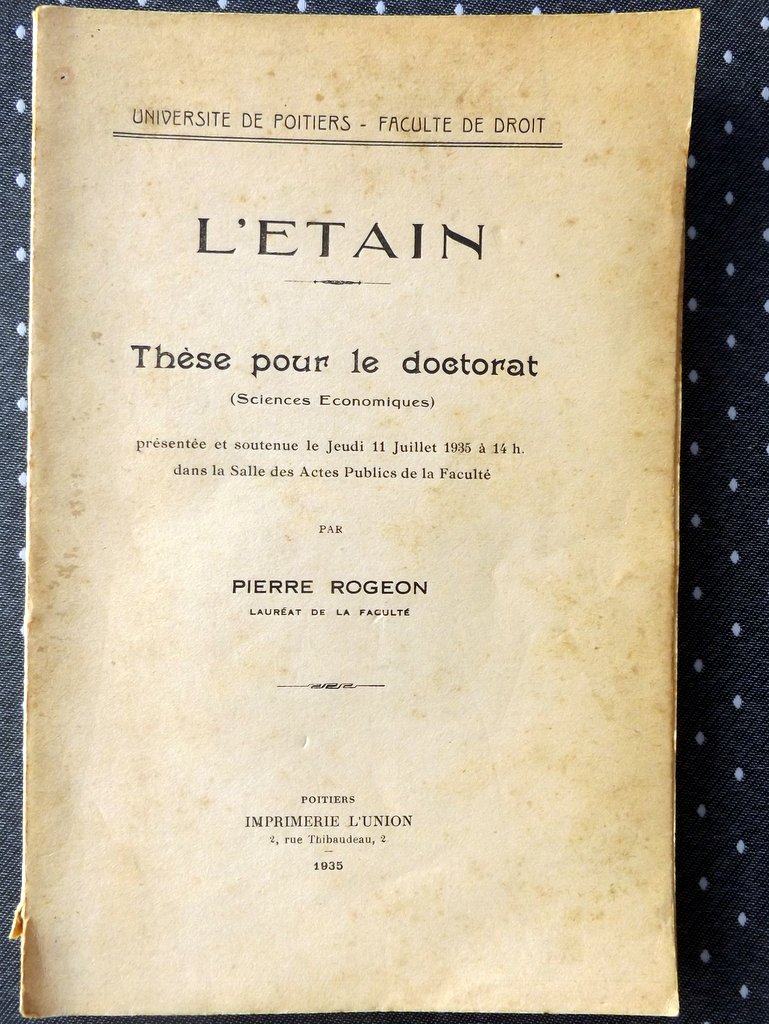 UNIVERSITE DE POITIERS - FACULTE DE DROIT
L'ETAIN
Thèse pour le doctorat
(Sciences Economiques)
présentée et soutenue le Jeudi 11 Juillet 1935 à 14 h.
dans la Salle des Actes Publics de la Faculté
PAR
PIERRE ROGEON
LAURÉAT DE LA FACULTÉ
POITIERS
IMPRIMERIE L'UNION
2, rue Thibaudeau, 2
1935